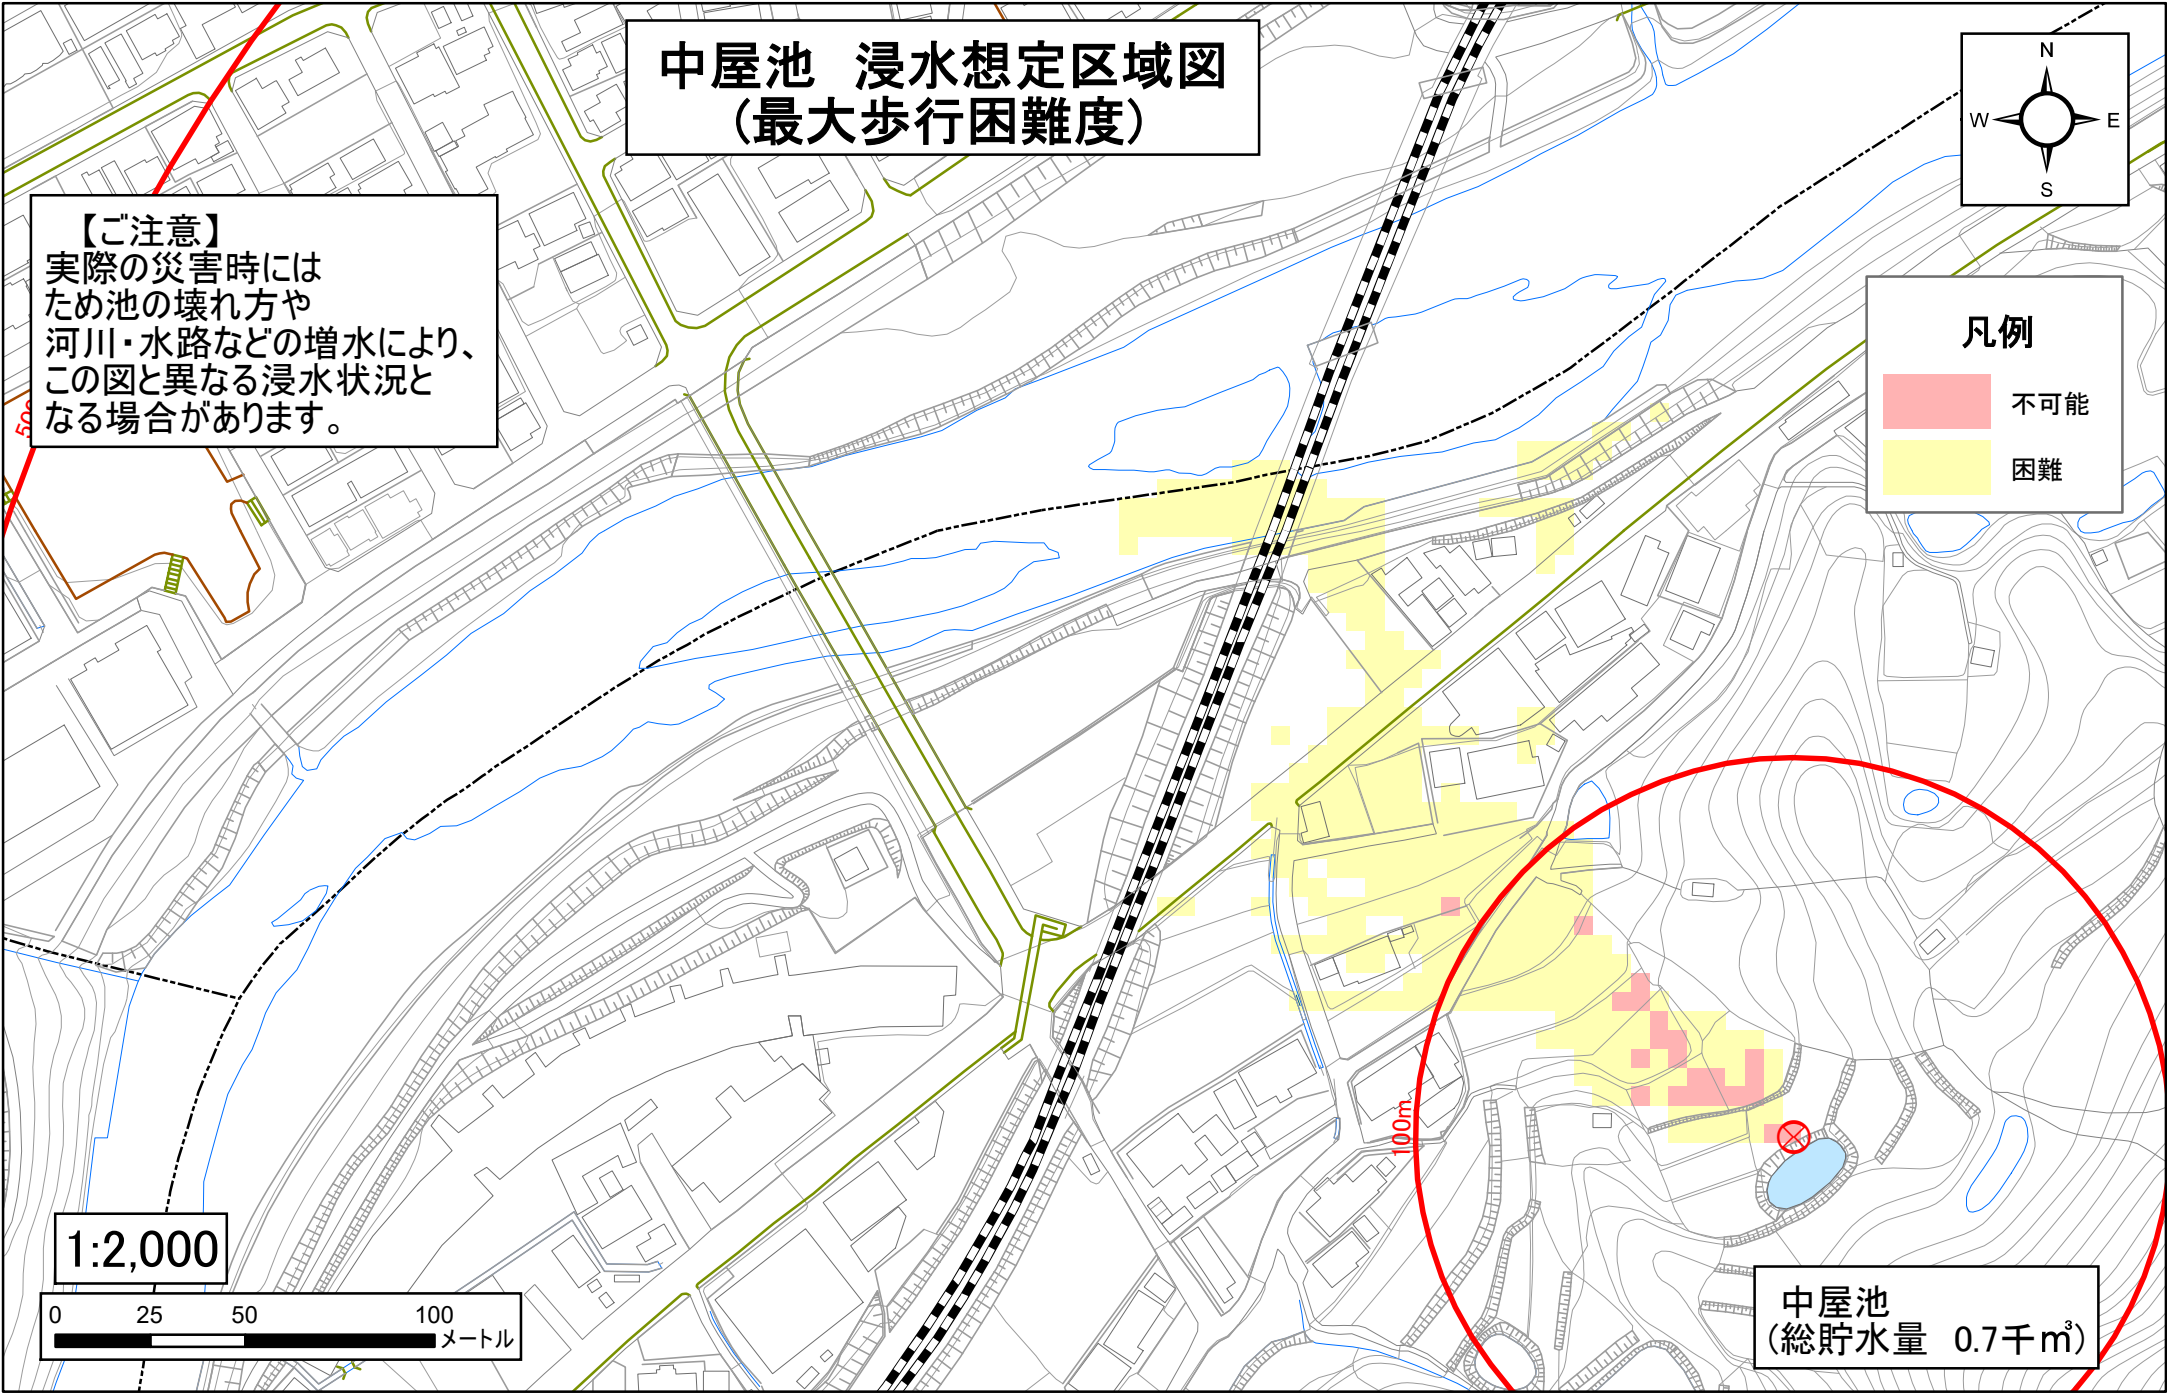 中屋池 浸水想定区域図
(最大歩行困難度)
N
W
E
S
【ご注意】
実際の災害時には
ため池の壊れ方や
河川・水路などの増水により、
この図と異なる浸水状況と
なる場合があります。
凡例
不可能
困難
100m
1:2,000
0 25 50 100
メートル
中屋池
(総貯水量 0.7千㎥)